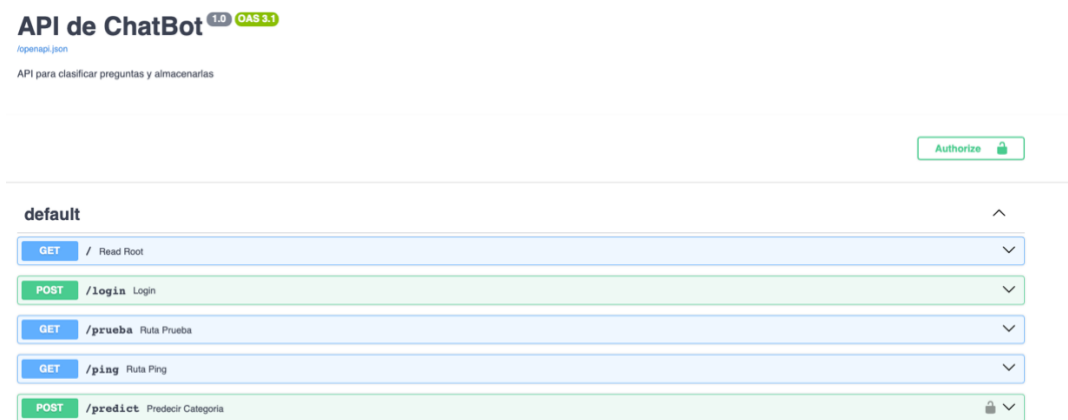 API de ChatBot 1.0 OAS 3.1
/openapi.json
API para clasificar preguntas y almacenarlas
Authorize
default
GET / Read Root
POST /login Login
GET /prueba Ruta Prueba
GET /ping Ruta Ping
POST /predict Predecir Categoria